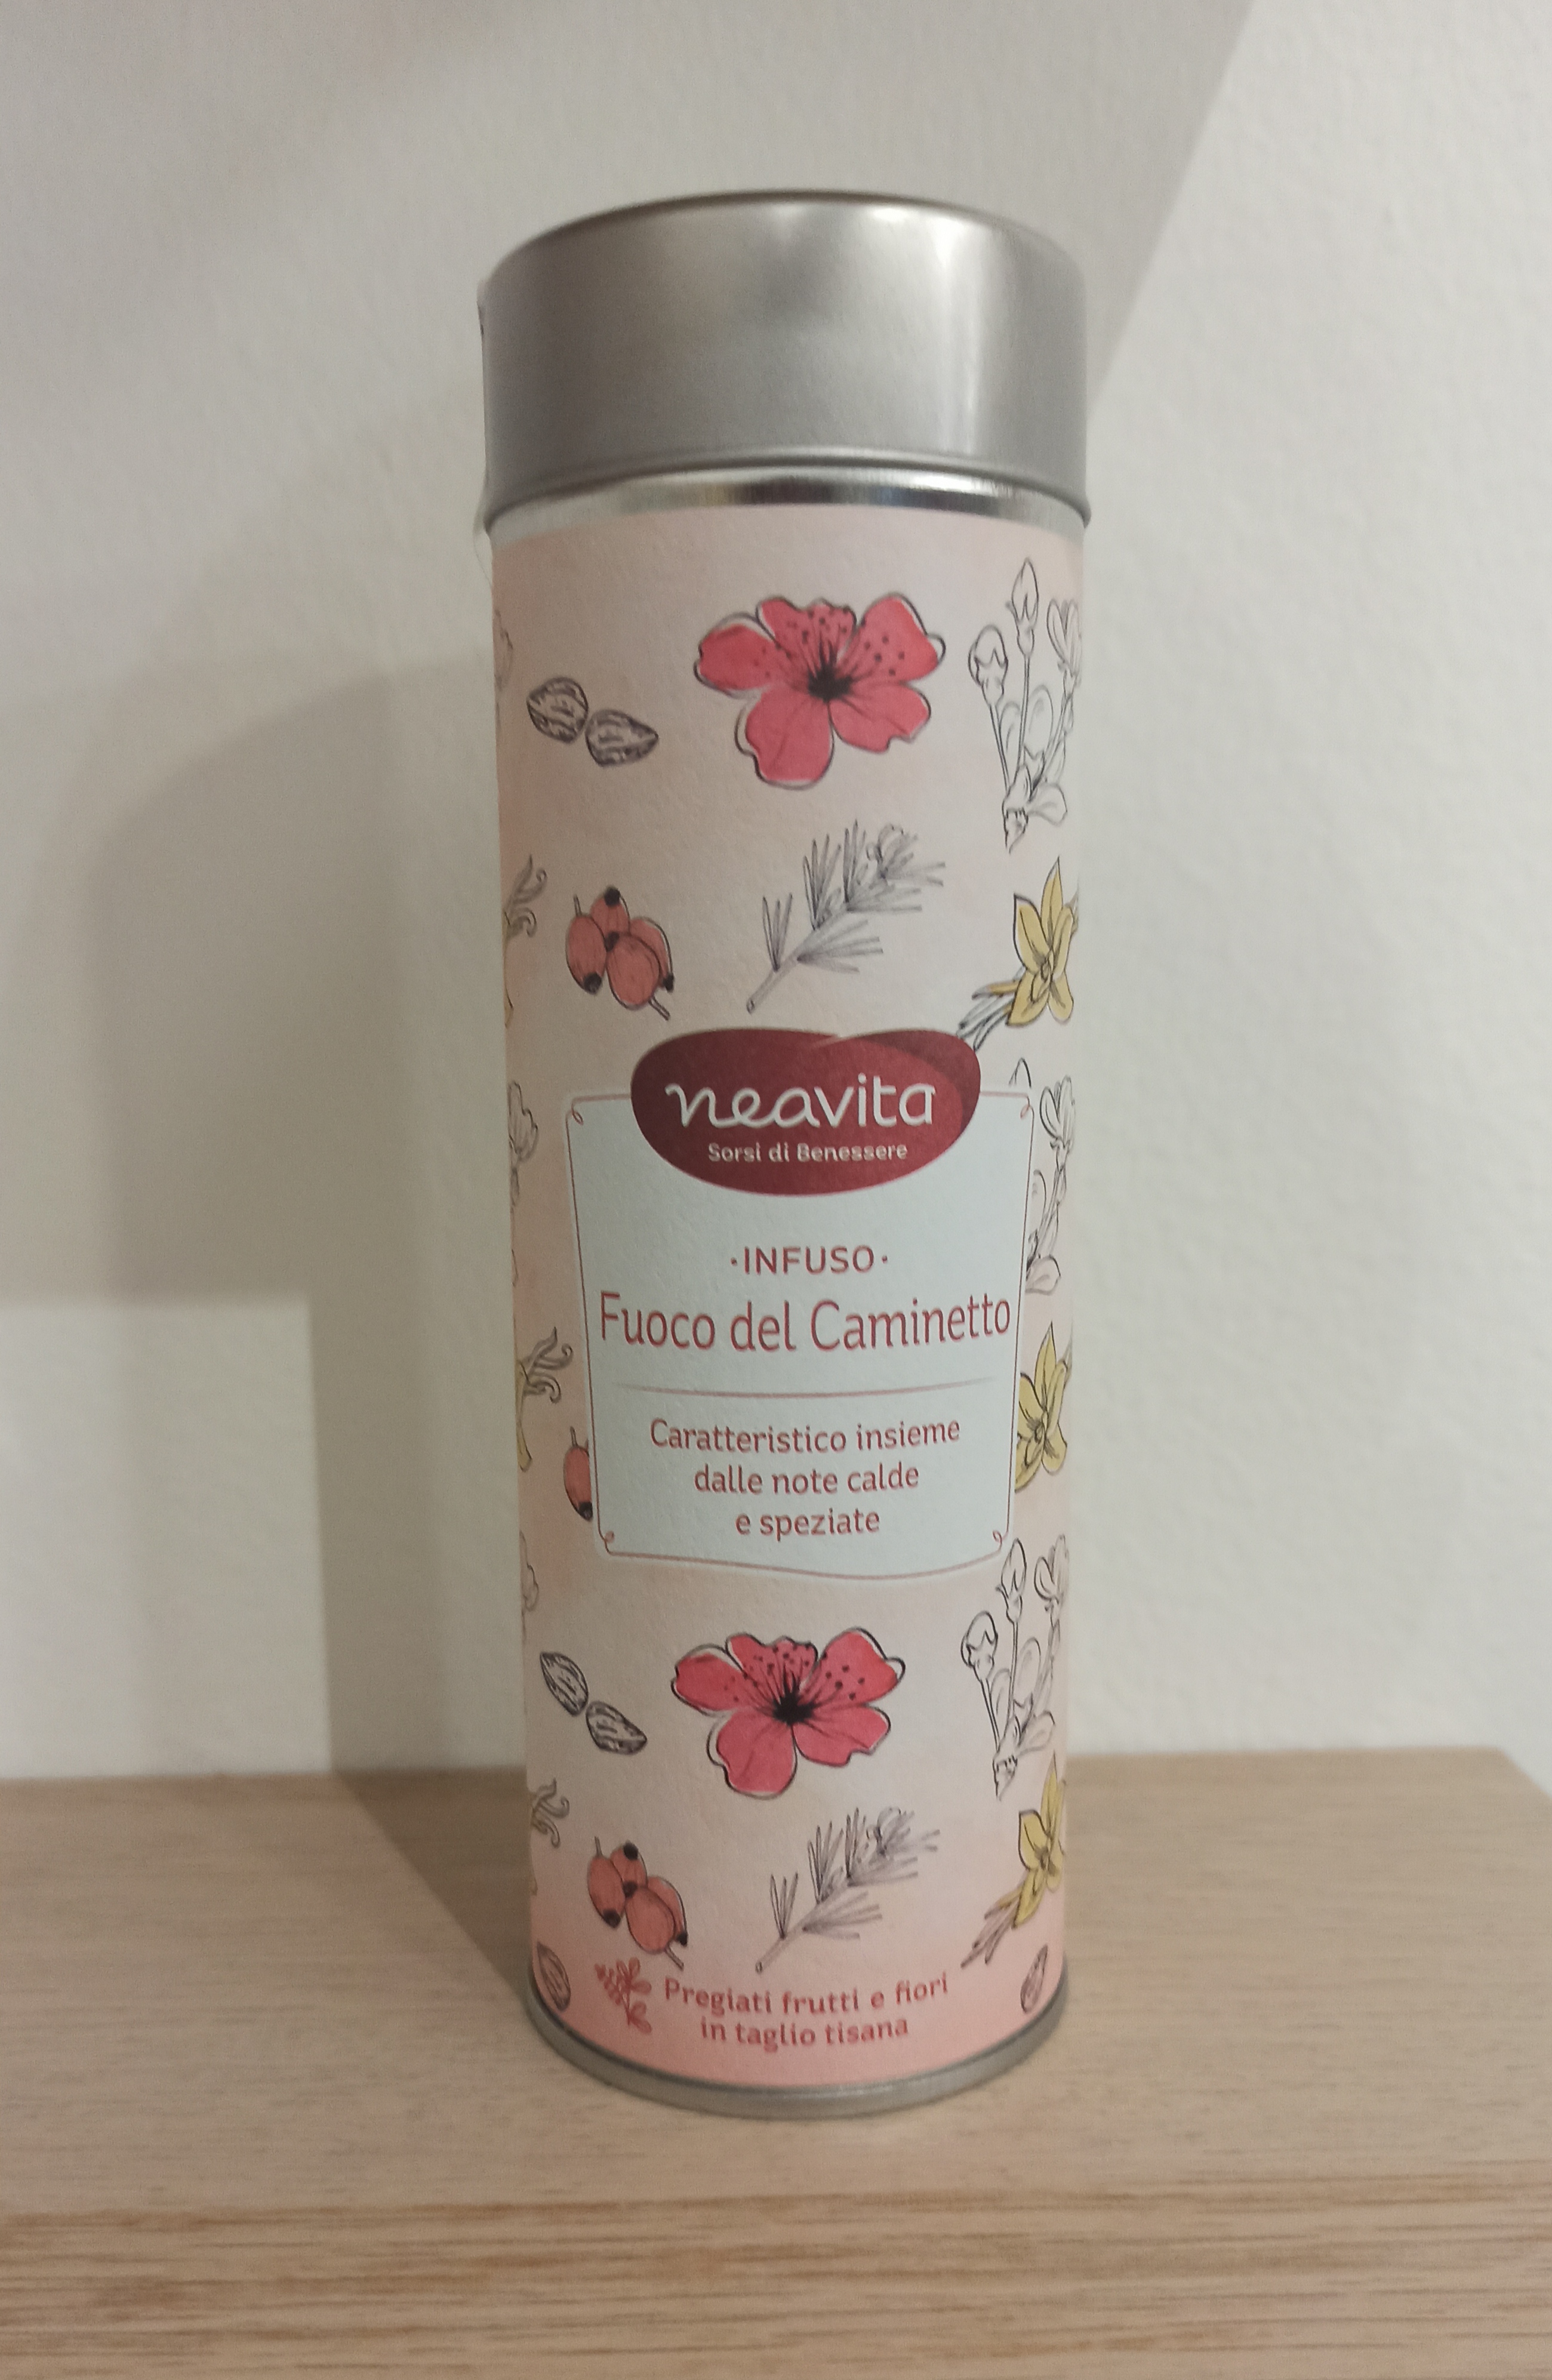 neavita
Sorsi di Benessere
·INFUSO·
Fuoco del Caminetto
Caratteristico insieme
dalle note calde
e speziate
Pregiati frutti e fiori
in taglio tisana